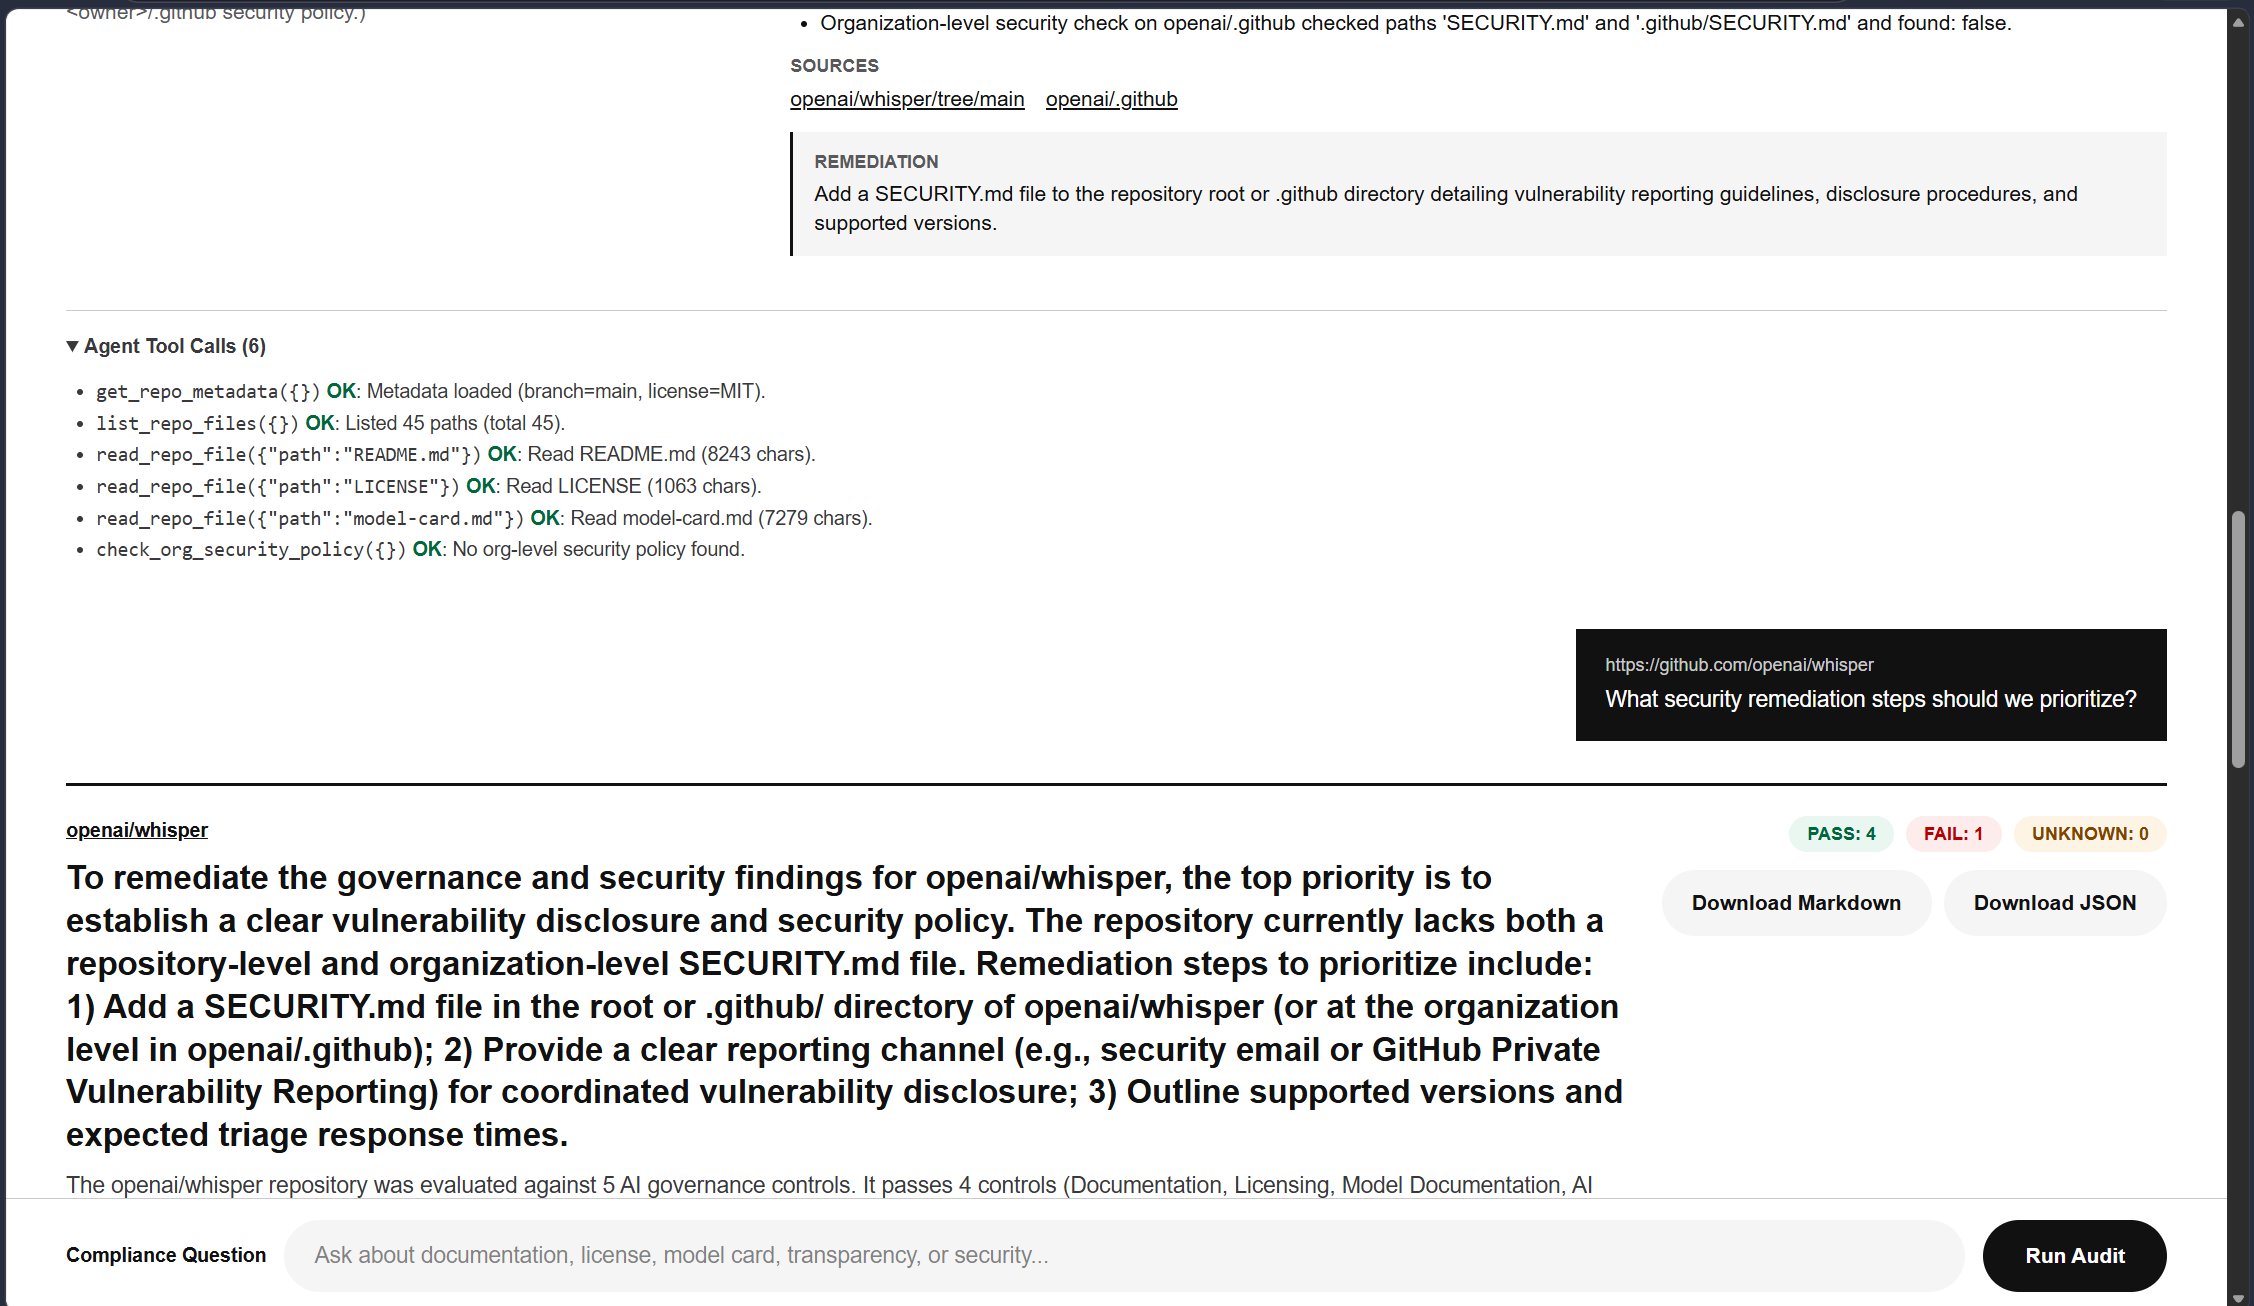 <owner>/.github security policy.)
• Organization-level security check on openai/.github checked paths 'SECURITY.md' and '.github/SECURITY.md' and found: false.
SOURCES
openai/whisper/tree/main openai/.github
REMEDIATION
Add a SECURITY.md file to the repository root or .github directory detailing vulnerability reporting guidelines, disclosure procedures, and
supported versions.
▼ Agent Tool Calls (6)
• get_repo_metadata({}) OK: Metadata loaded (branch=main, license=MIT).
• list_repo_files({}) OK: Listed 45 paths (total 45).
• read_repo_file({"path":"README.md"}) OK: Read README.md (8243 chars).
• read_repo_file({"path":"LICENSE"}) OK: Read LICENSE (1063 chars).
• read_repo_file({"path":"model-card.md"}) OK: Read model-card.md (7279 chars).
• check_org_security_policy({}) OK: No org-level security policy found.
https://github.com/openai/whisper
What security remediation steps should we prioritize?
openai/whisper
PASS: 4 FAIL: 1 UNKNOWN: 0
Download Markdown Download JSON
To remediate the governance and security findings for openai/whisper, the top priority is to
establish a clear vulnerability disclosure and security policy. The repository currently lacks both a
repository-level and organization-level SECURITY.md file. Remediation steps to prioritize include:
1) Add a SECURITY.md file in the root or .github/ directory of openai/whisper (or at the organization
level in openai/.github); 2) Provide a clear reporting channel (e.g., security email or GitHub Private
Vulnerability Reporting) for coordinated vulnerability disclosure; 3) Outline supported versions and
expected triage response times.
The openai/whisper repository was evaluated against 5 AI governance controls. It passes 4 controls (Documentation, Licensing, Model Documentation, AI
Compliance Question
Ask about documentation, license, model card, transparency, or security...
Run Audit